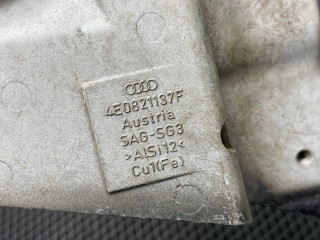 4E0821137F
Austria
SAG-SG3
>AlSi12<
Cu1(Fe)